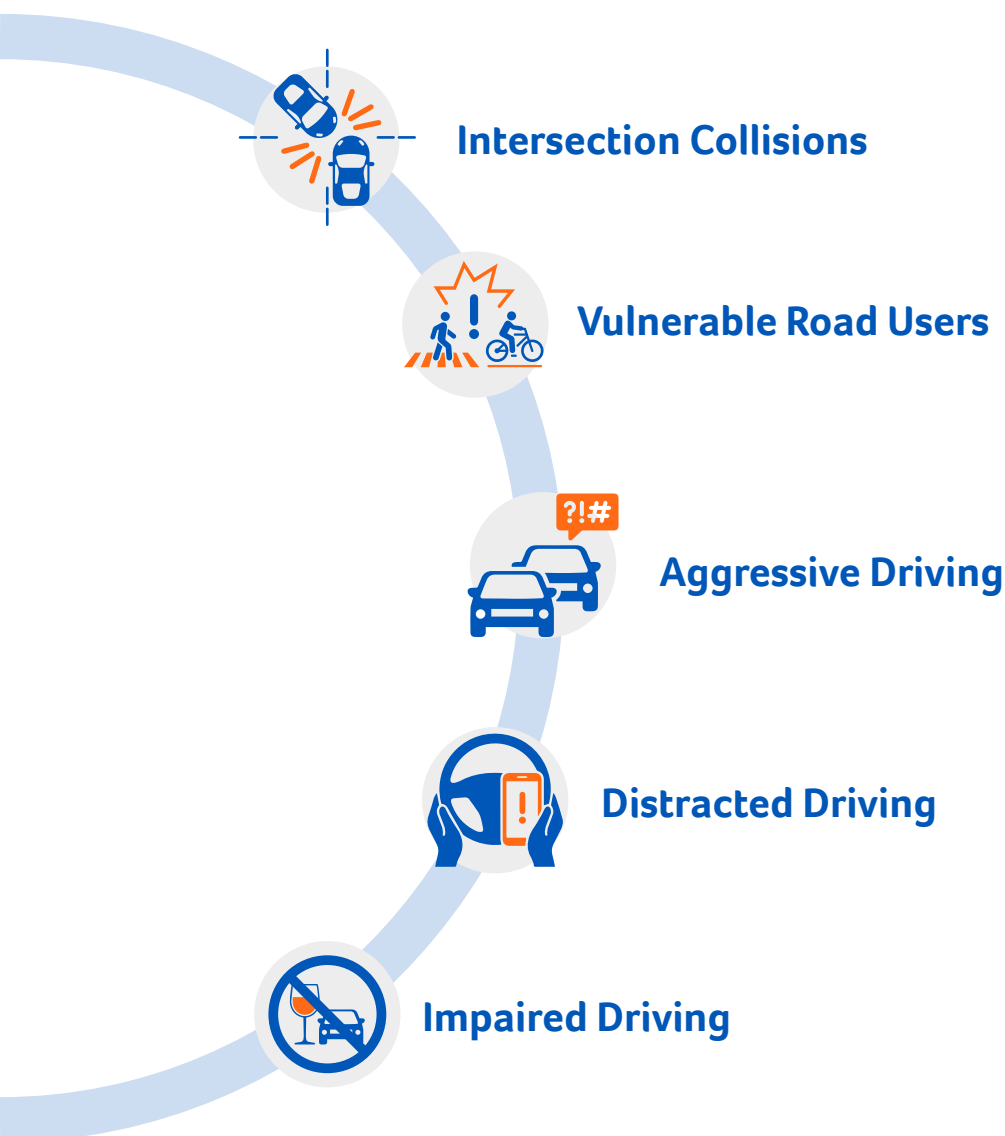 Intersection Collisions
Vulnerable Road Users
?!#
Aggressive Driving
!
Distracted Driving
Impaired Driving